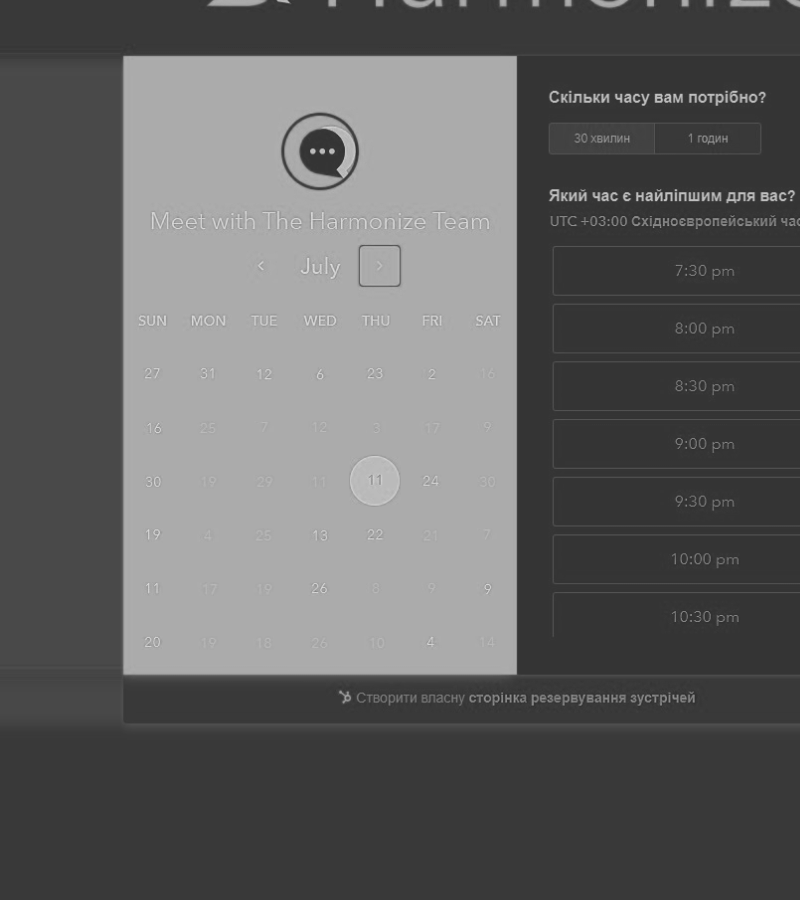 Harmonize
Meet with The Harmonize Team
July
SUN MON TUE WED THU FRI SAT
27 31 12 6 23 2 16
16 25 7 12 3 17 9
30 19 29 11 11 24 30
19 4 25 13 22 21 7
11 17 19 26 8 9 9
20 19 18 26 10 4 14
Скільки часу вам потрібно?
30 хвилин 1 годин
Який час є найліпшим для вас?
UTC +03:00 Східноєвропейський
7:30 pm
8:00 pm
8:30 pm
9:00 pm
9:30 pm
10:00 pm
10:30 pm
Створити власну сторінка резервування зустрічей